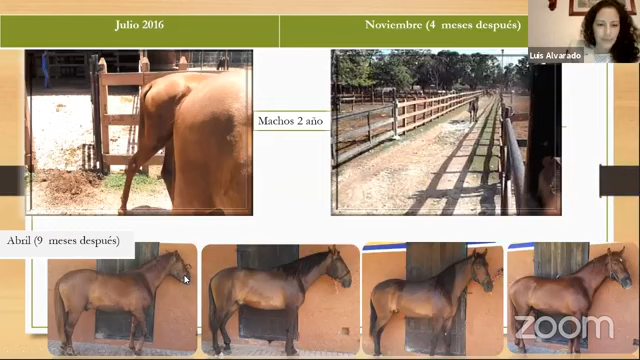 Julio 2016
Noviembre (4 meses después)
Luis Alvarado
Machos 2 año
Abril (9 meses después)
zoom